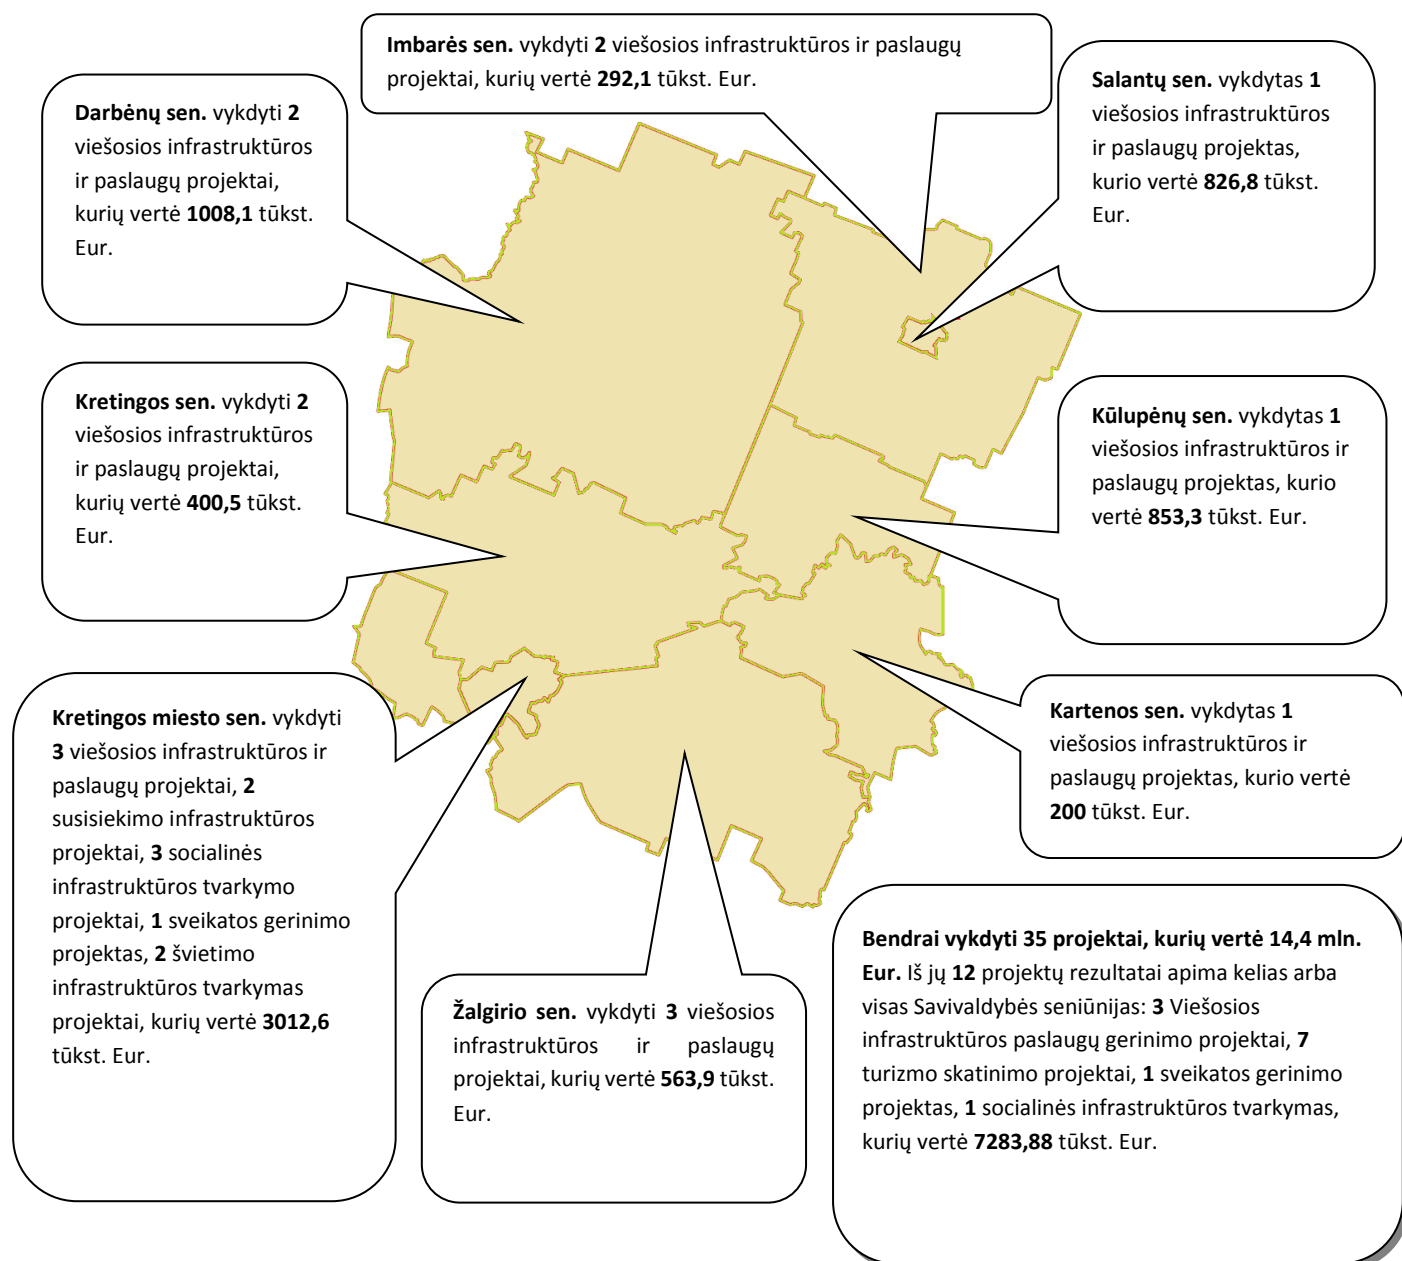 Imbarės sen. vykdyti 2 viešosios infrastruktūros ir paslaugų
projektai, kurių vertė 292,1 tūkst. Eur.
Darbėnų sen. vykdyti 2
viešosios infrastruktūros
ir paslaugų projektai,
kurių vertė 1008,1 tūkst.
Eur.
Salantų sen. vykdytas 1
viešosios infrastruktūros
ir paslaugų projektas,
kurio vertė 826,8 tūkst.
Eur.
Kretingos sen. vykdyti 2
viešosios infrastruktūros
ir paslaugų projektai,
kurių vertė 400,5 tūkst.
Eur.
Kūlupėnų sen. vykdytas 1
viešosios infrastruktūros ir
paslaugų projektas, kurio
vertė 853,3 tūkst. Eur.
Kretingos miesto sen. vykdyti
3 viešosios infrastruktūros ir
paslaugų projektai, 2
susisiekimo infrastruktūros
projektai, 3 socialinės
infrastruktūros tvarkymo
projektai, 1 sveikatos gerinimo
projektas, 2 švietimo
infrastruktūros tvarkymas
projektai, kurių vertė 3012,6
tūkst. Eur.
Kartenos sen. vykdytas 1
viešosios infrastruktūros ir
paslaugų projektas, kurio vertė
200 tūkst. Eur.
Žalgirio sen. vykdyti 3 viešosios
infrastruktūros ir paslaugų
projektai, kurių vertė 563,9 tūkst.
Eur.
Bendrai vykdyti 35 projektai, kurių vertė 14,4 mln.
Eur. Iš jų 12 projektų rezultatai apima kelias arba
visas Savivaldybės seniūnijas: 3 Viešosios
infrastruktūros paslaugų gerinimo projektai, 7
turizmo skatinimo projektai, 1 sveikatos gerinimo
projektas, 1 socialinės infrastruktūros tvarkymas,
kurių vertė 7283,88 tūkst. Eur.